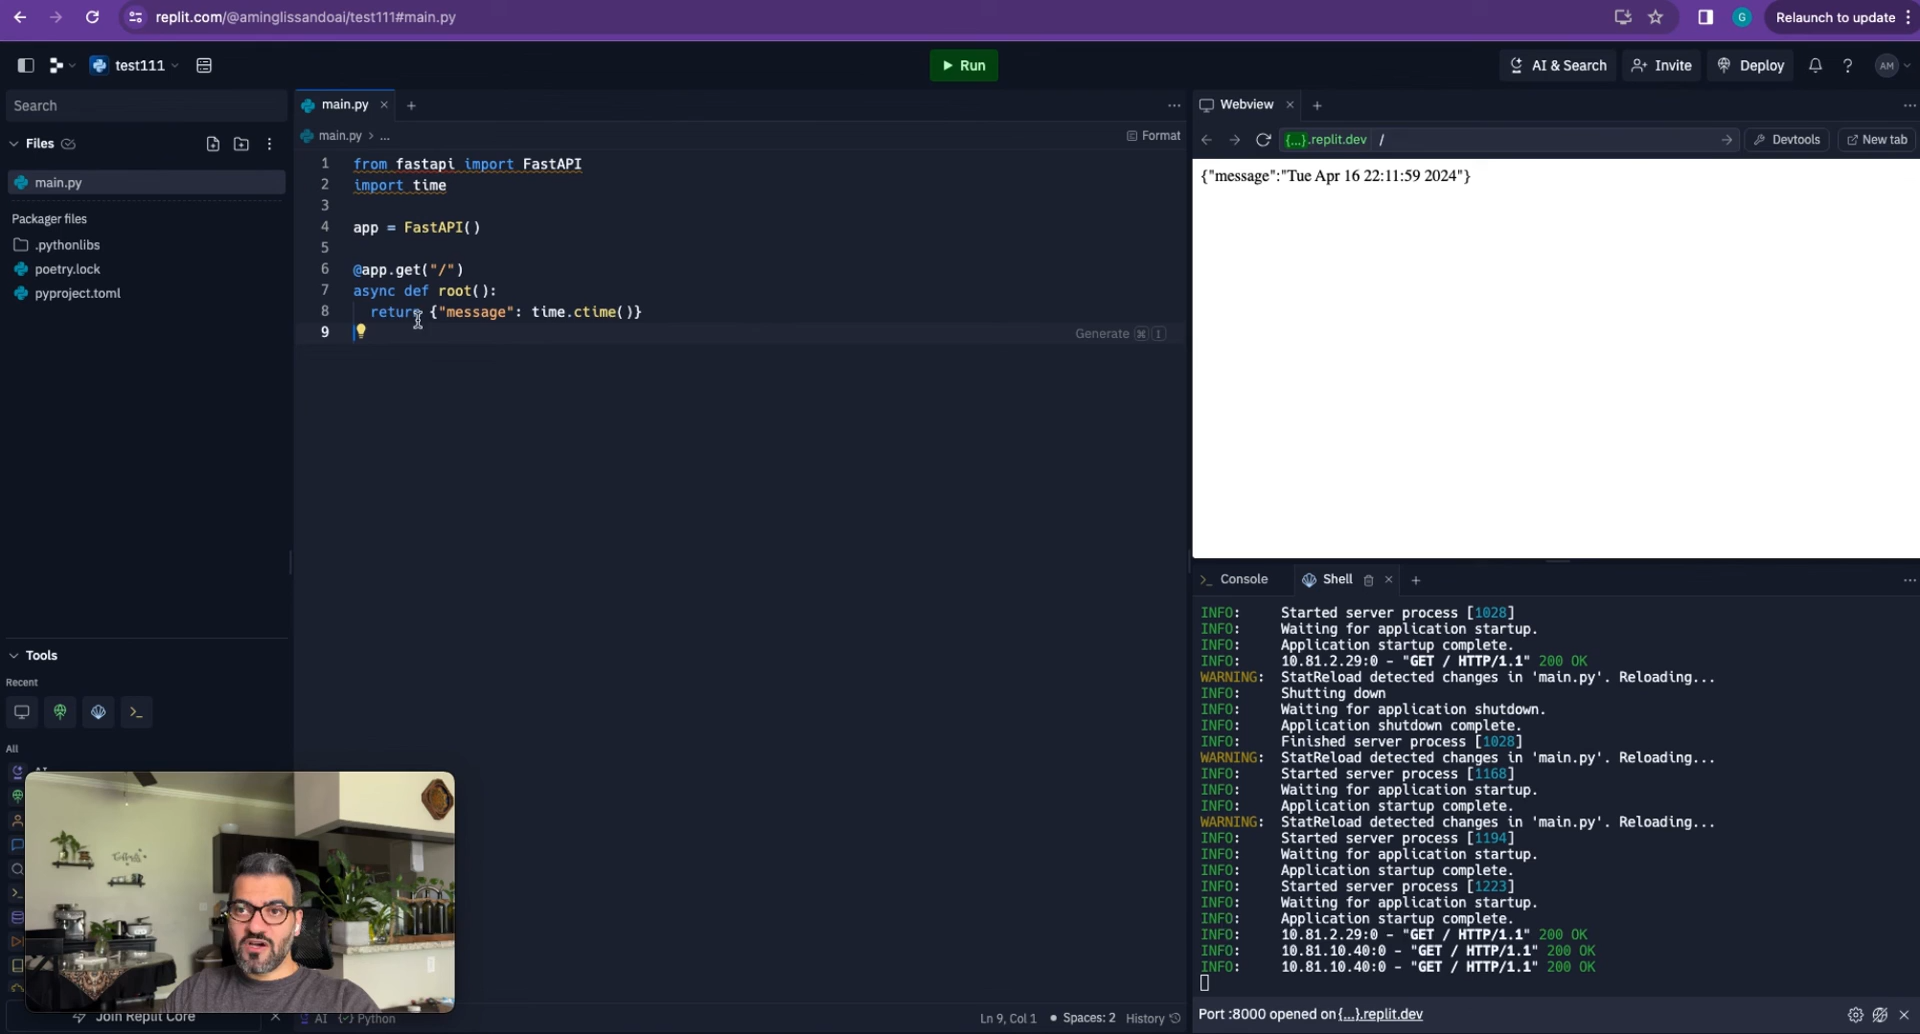 replit.com/@aminglissandoai/test111#main.py
G
Relaunch to update
test111
Run
AI & Search
Invite
Deploy
?
AM
Search
main.py
Webview
main.py > ...
Format
{...}.replit.dev /
Devtools
New tab
Files
main.py
Packager files
.pythonlibs
poetry.lock
pyproject.toml
1 from fastapi import FastAPI
2 import time
3
4 app = FastAPI()
5
6 @app.get("/")
7 async def root():
8 return {"message": time.ctime()}
9
Generate ⌘ I
{"message":"Tue Apr 16 22:11:59 2024"}
Console
Shell
INFO: Started server process [1028]
INFO: Waiting for application startup.
INFO: Application startup complete.
INFO: 10.81.2.29:0 - "GET / HTTP/1.1" 200 OK
WARNING: StatReload detected changes in 'main.py'. Reloading...
INFO: Shutting down
INFO: Waiting for application shutdown.
INFO: Application shutdown complete.
INFO: Finished server process [1028]
WARNING: StatReload detected changes in 'main.py'. Reloading...
INFO: Started server process [1168]
INFO: Waiting for application startup.
INFO: Application startup complete.
WARNING: StatReload detected changes in 'main.py'. Reloading...
INFO: Started server process [1194]
INFO: Waiting for application startup.
INFO: Application startup complete.
INFO: Started server process [1223]
INFO: Waiting for application startup.
INFO: Application startup complete.
INFO: 10.81.2.29:0 - "GET / HTTP/1.1" 200 OK
INFO: 10.81.10.40:0 - "GET / HTTP/1.1" 200 OK
INFO: 10.81.10.40:0 - "GET / HTTP/1.1" 200 OK
Tools
Recent
All
Join Replit Core
AI
Python
Ln 9, Col 1
Spaces: 2
History
Port :8000 opened on {...}.replit.dev